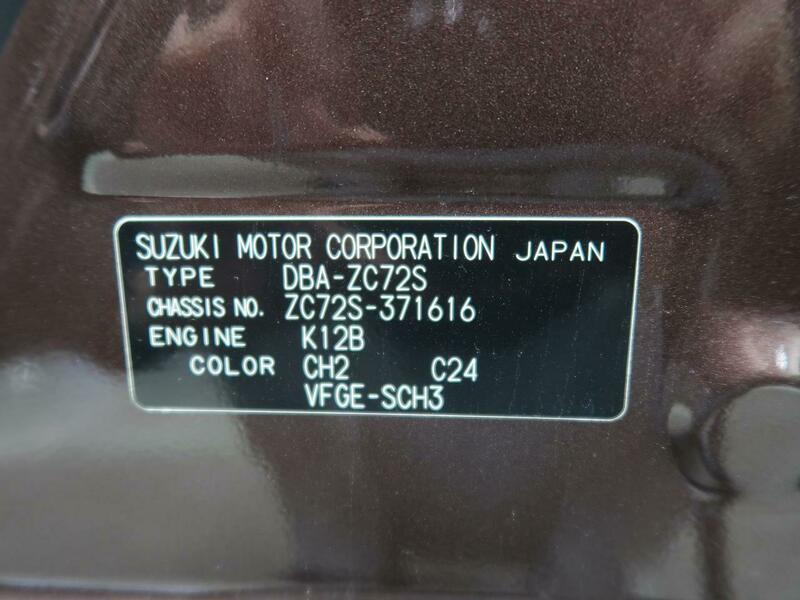 SUZUKI MOTOR CORPORATION JAPAN
TYPE DBA-ZC72S
CHASSIS NO. ZC72S-371616
ENGINE K12B
COLOR CH2 C24
VFGE-SCH3